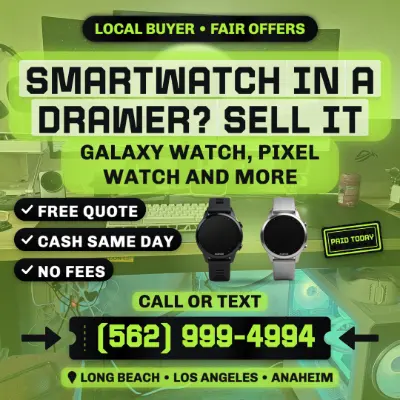 LOCAL BUYER • FAIR OFFERS
SMARTWATCH IN A
DRAWER? SELL IT
GALAXY WATCH, PIXEL
WATCH AND MORE
FREE QUOTE
CASH SAME DAY
NO FEES
PAID TODAY
CALL OR TEXT
(562) 999-4994
LONG BEACH • LOS ANGELES • ANAHEIM